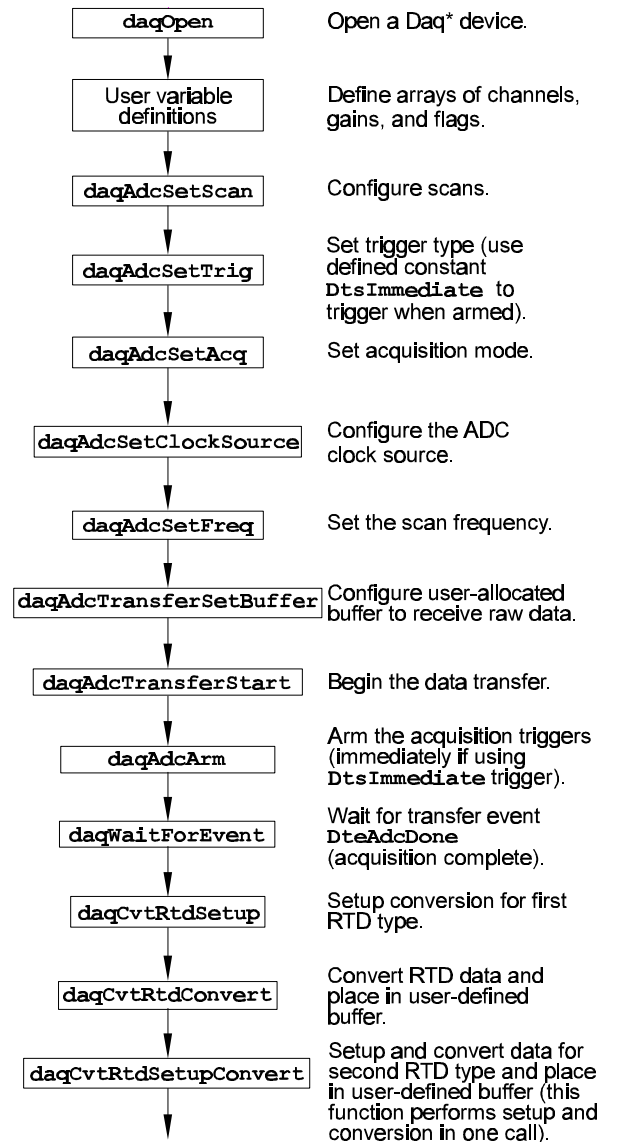 daqOpen
Open a Daq* device.
User variable
definitions
Define arrays of channels,
gains, and flags.
daqAdcSetScan
Configure scans.
daqAdcSetTrig
Set trigger type (use
defined constant
DtsImmediate to
trigger when armed).
daqAdcSetAcq
Set acquisition mode.
daqAdcSetClockSource
Configure the ADC
clock source.
daqAdcSetFreq
Set the scan frequency.
daqAdcTransferSetBuffer
Configure user-allocated
buffer to receive raw data.
daqAdcTransferStart
Begin the data transfer.
daqAdcArm
Arm the acquisition triggers
(immediately if using
DtsImmediate trigger).
daqWaitForEvent
Wait for transfer event
DteAdcDone
(acquisition complete).
daqCvtRtdSetup
Setup conversion for first
RTD type.
daqCvtRtdConvert
Convert RTD data and
place in user-defined
buffer.
daqCvtRtdSetupConvert
Setup and convert data for
second RTD type and place
in user-defined buffer (this
function performs setup and
conversion in one call).